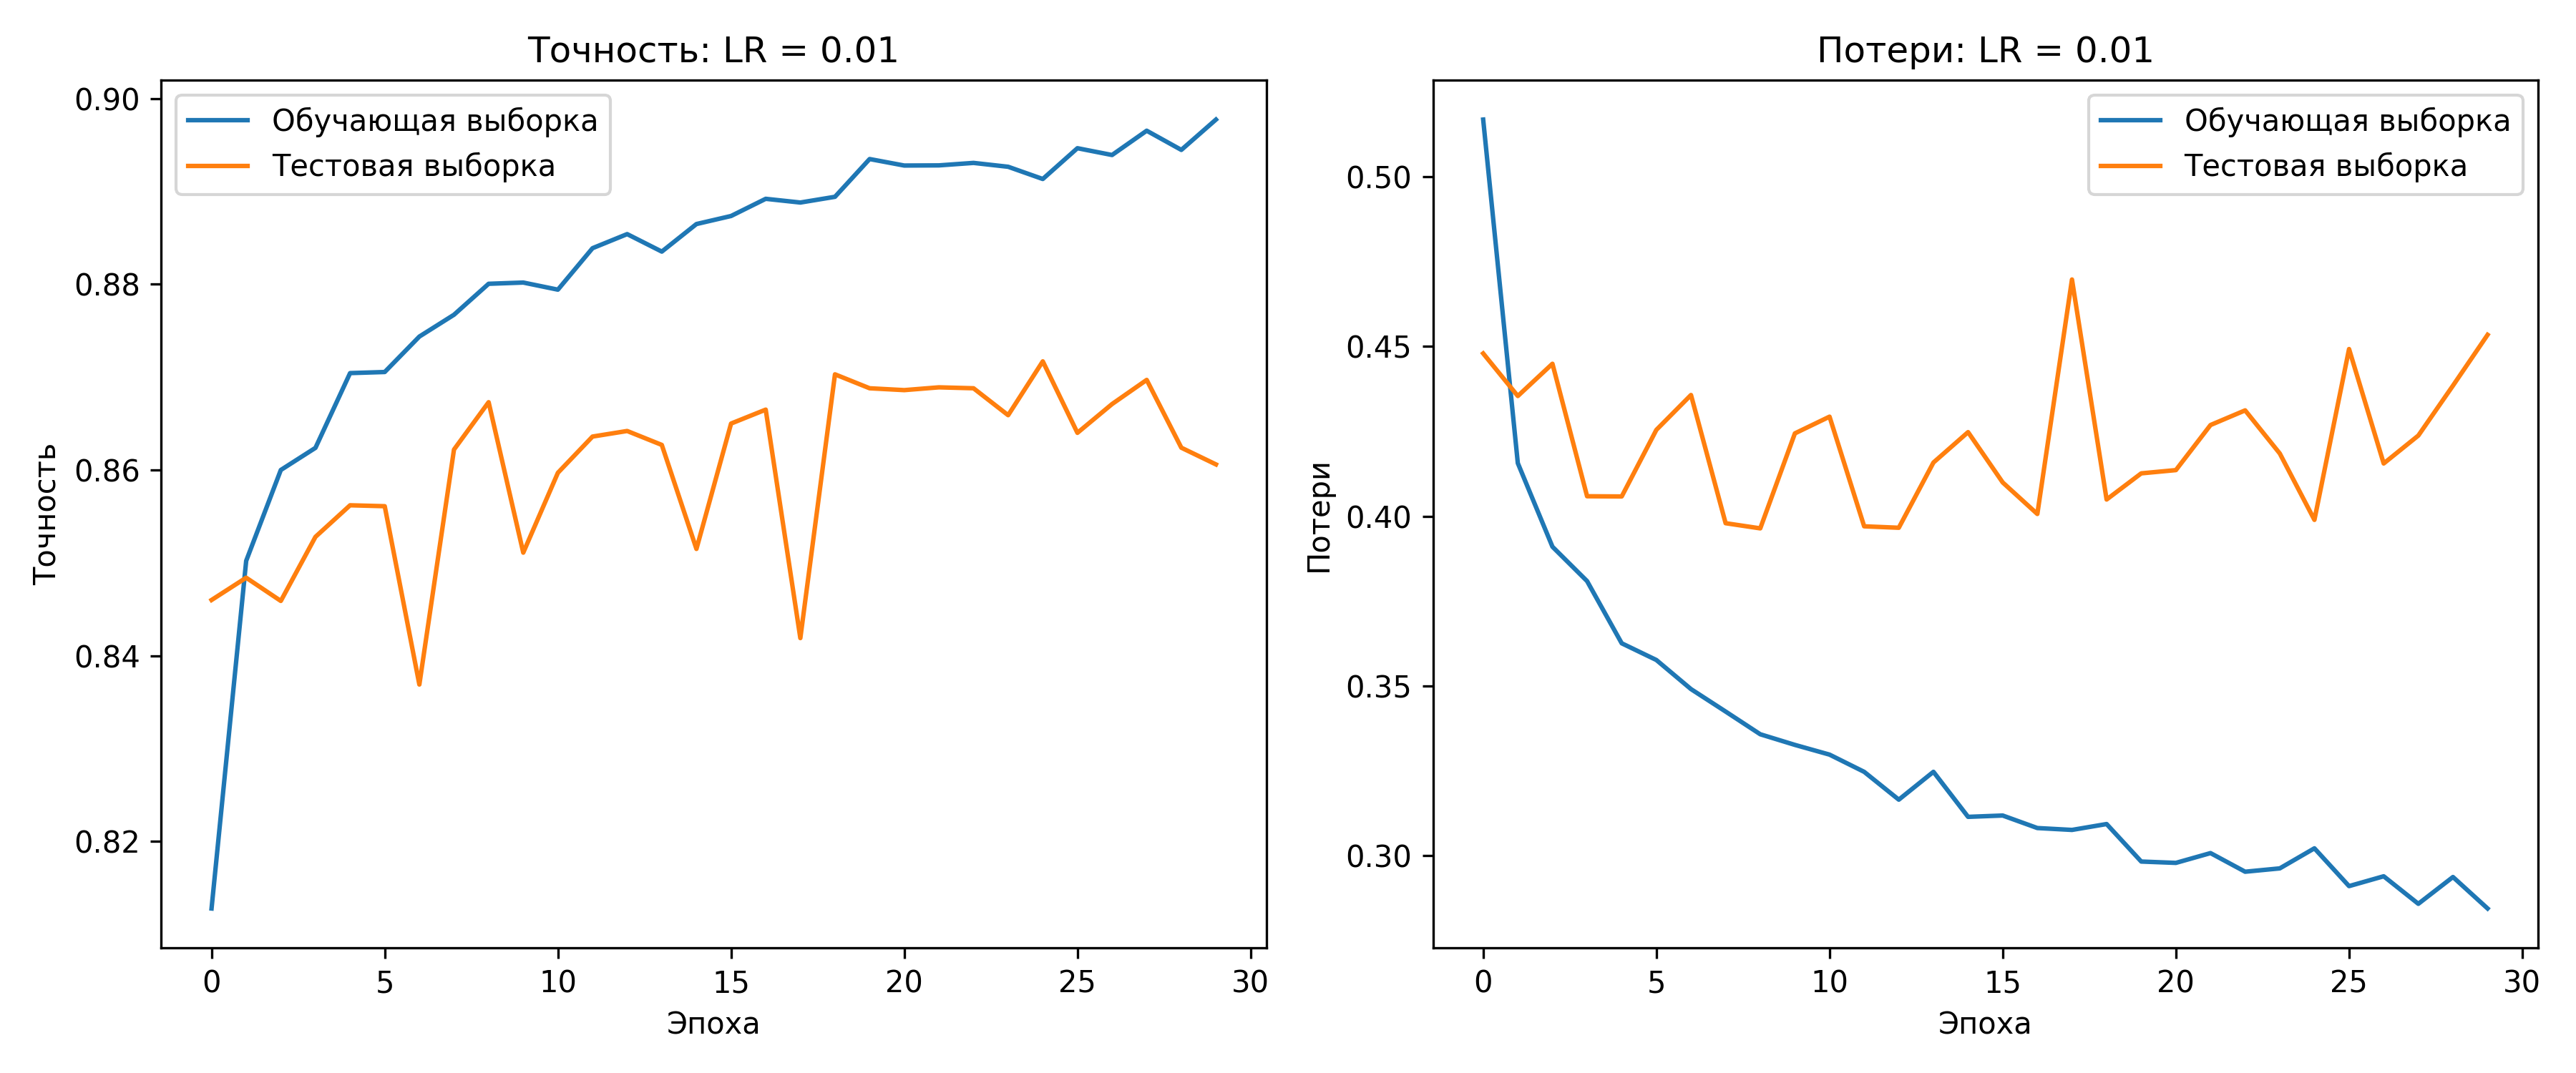 Точность: LR = 0.01
Обучающая выборка
Тестовая выборка
0.90
0.88
0.86
0.84
0.82
Точность
0 5 10 15 20 25 30
Эпоха
Потери: LR = 0.01
Обучающая выборка
Тестовая выборка
0.50
0.45
0.40
0.35
0.30
Потери
0 5 10 15 20 25 30
Эпоха